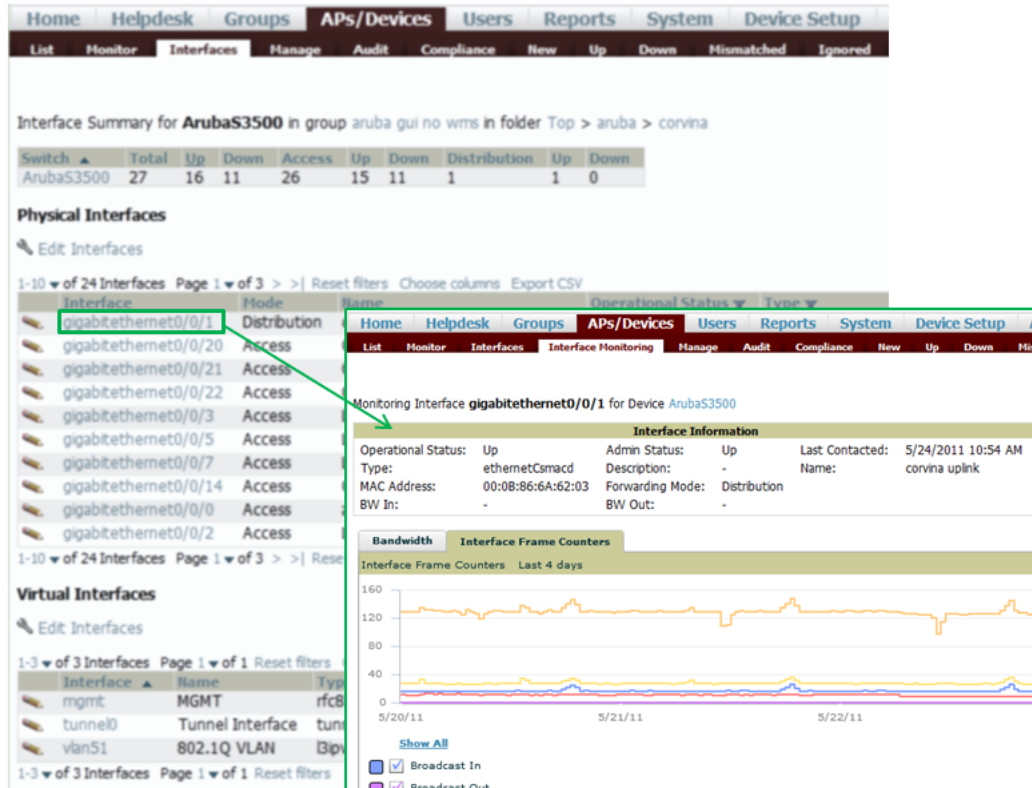 Home Helpdesk Groups APs/Devices Users Reports System Device Setup
List Monitor Interfaces Manage Audit Compliance New Up Down Mismatched Ignored
Interface Summary for ArubaS3500 in group aruba gui no wms in folder Top > aruba > corvina
Switch ▲ Total Up Down Access Up Down Distribution Up Down
ArubaS3500 27 16 11 26 15 11 1 1 0
Physical Interfaces
Edit Interfaces
1-10 ▼ of 24 Interfaces Page 1 ▼ of 3 > >| Reset filters Choose columns Export CSV
Interface Mode Name Operational Status ▼ Type ▼
gigabitethernet0/0/1 Distribution
gigabitethernet0/0/20 Access
gigabitethernet0/0/21 Access
gigabitethernet0/0/22 Access
gigabitethernet0/0/3 Access
gigabitethernet0/0/5 Access
gigabitethernet0/0/7 Access
gigabitethernet0/0/14 Access
gigabitethernet0/0/0 Access
gigabitethernet0/0/2 Access
1-10 ▼ of 24 Interfaces Page 1 ▼ of 3 > >| Rese
Virtual Interfaces
Edit Interfaces
1-3 ▼ of 3 Interfaces Page 1 ▼ of 1 Reset filters
Interface ▲ Name Typ
mgmt MGMT rfc8
tunnel0 Tunnel Interface tunn
vlan51 802.1Q VLAN l3ipv
1-3 ▼ of 3 Interfaces Page 1 ▼ of 1 Reset filters
Home Helpdesk Groups APs/Devices Users Reports System Device Setup
List Monitor Interfaces Interface Monitoring Manage Audit Compliance New Up Down Mis
Monitoring Interface gigabitethernet0/0/1 for Device ArubaS3500
Interface Information
Operational Status: Up Admin Status: Up Last Contacted: 5/24/2011 10:54 AM
Type: ethernetCsmacd Description: - Name: corvina uplink
MAC Address: 00:0B:86:6A:62:03 Forwarding Mode: Distribution
BW In: - BW Out: -
Bandwidth Interface Frame Counters
Interface Frame Counters Last 4 days
160
120
80
40
0
5/20/11 5/21/11 5/22/11
Show All
Broadcast In
Broadcast Out